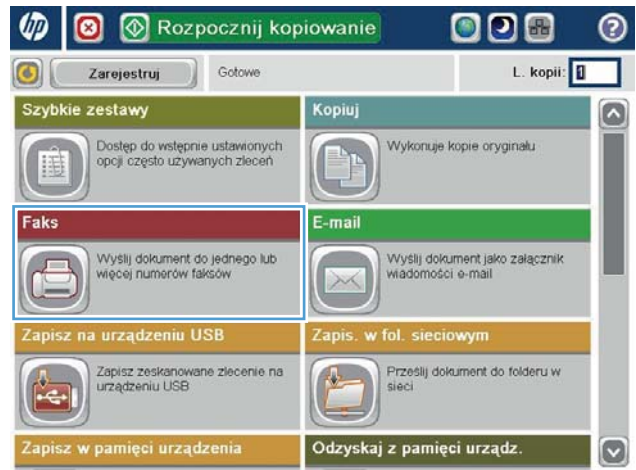 hp Rozpocznij kopiowanie ?
Zarejestruj Gotowe L. kopii: 1
Szybkie zestawy
Dostęp do wstępnie ustawionych
opcji często używanych zleceń
Kopiuj
Wykonuje kopie oryginału
Faks
Wyślij dokument do jednego lub
więcej numerów faksów
E-mail
Wyślij dokument jako załącznik
wiadomości e-mail
Zapisz na urządzeniu USB
Zapisz zeskanowane zlecenie na
urządzeniu USB
Zapis. w fol. sieciowym
Prześlij dokument do folderu w
sieci
Zapisz w pamięci urządzenia
Odzyskaj z pamięci urządz.